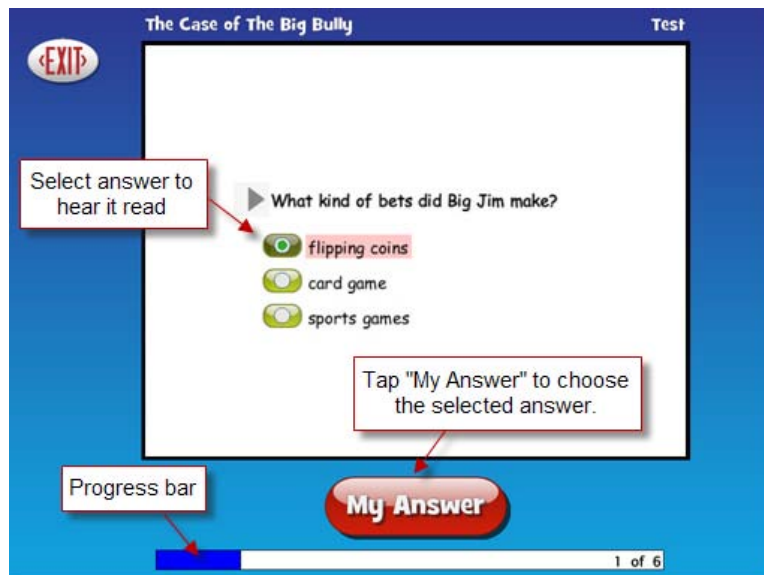 The Case of The Big Bully
Test
‹EXIT›
Select answer to
hear it read
What kind of bets did Big Jim make?
flipping coins
card game
sports games
Tap "My Answer" to choose
the selected answer.
Progress bar
My Answer
1 of 6